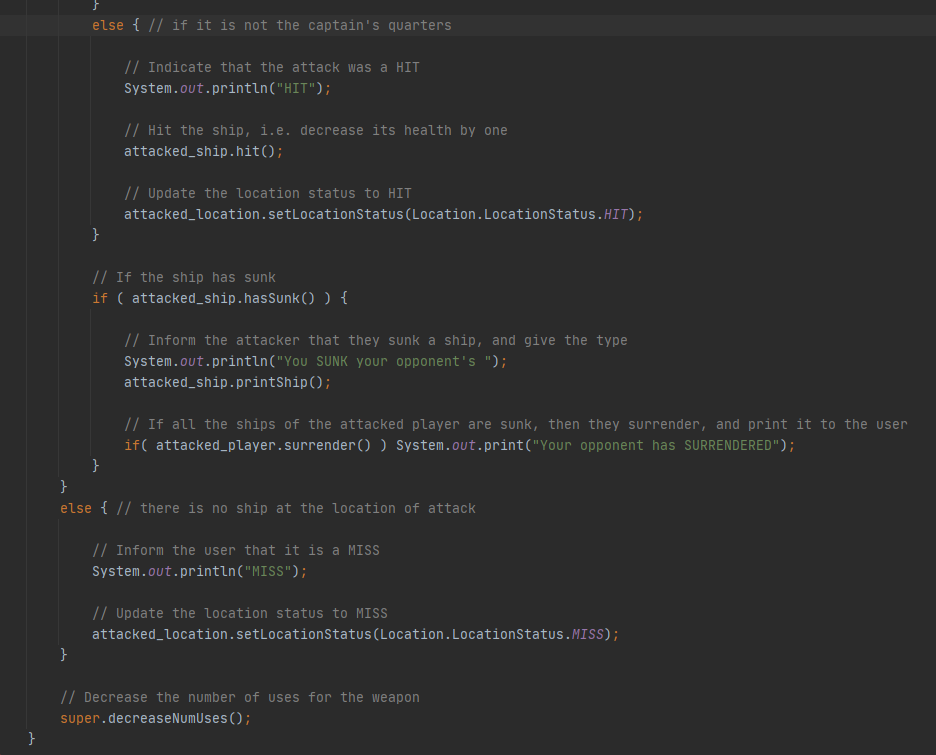 }
else { // if it is not the captain's quarters
// Indicate that the attack was a HIT
System.out.println("HIT");
// Hit the ship, i.e. decrease its health by one
attacked_ship.hit();
// Update the location status to HIT
attacked_location.setLocationStatus(Location.LocationStatus.HIT);
}
// If the ship has sunk
if ( attacked_ship.hasSunk() ) {
// Inform the attacker that they sunk a ship, and give the type
System.out.println("You SUNK your opponent's ");
attacked_ship.printShip();
// If all the ships of the attacked player are sunk, then they surrender, and print it to the user
if( attacked_player.surrender() ) System.out.print("Your opponent has SURRENDERED");
}
}
else { // there is no ship at the location of attack
// Inform the user that it is a MISS
System.out.println("MISS");
// Update the location status to MISS
attacked_location.setLocationStatus(Location.LocationStatus.MISS);
}
// Decrease the number of uses for the weapon
super.decreaseNumUses();
}